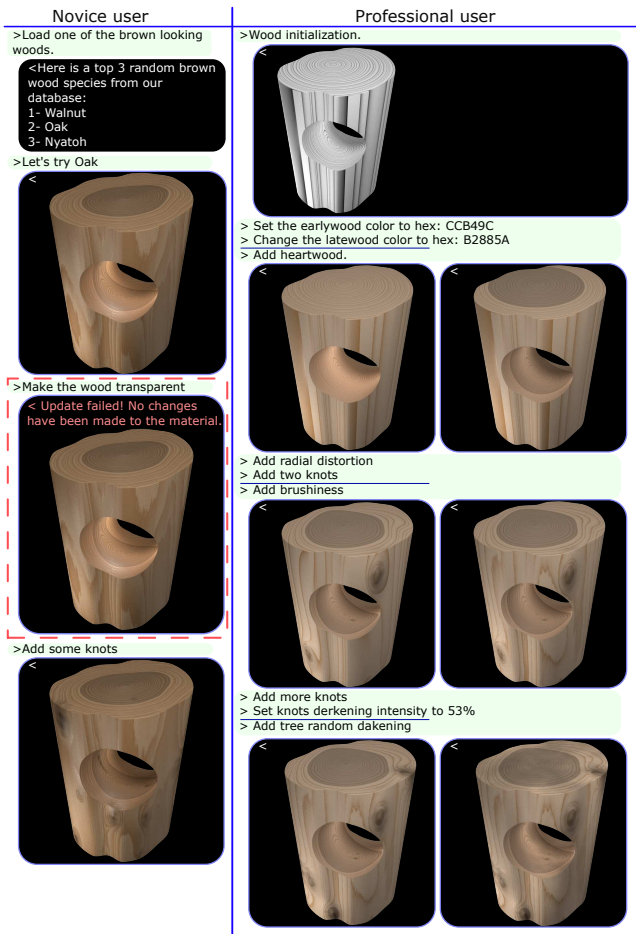 Novice user
>Load one of the brown looking
woods.
<Here is a top 3 random brown
wood species from our
database:
1- Walnut
2- Oak
3- Nyatoh
>Let's try Oak
<
>Make the wood transparent
< Update failed! No changes
have been made to the material.
>Add some knots
<
Professional user
>Wood initialization.
<
> Set the earlywood color to hex: CCB49C
> Change the latewood color to hex: B2885A
> Add heartwood.
<
<
> Add radial distortion
> Add two knots
> Add brushiness
<
<
> Add more knots
> Set knots derkening intensity to 53%
> Add tree random dakening
<
<